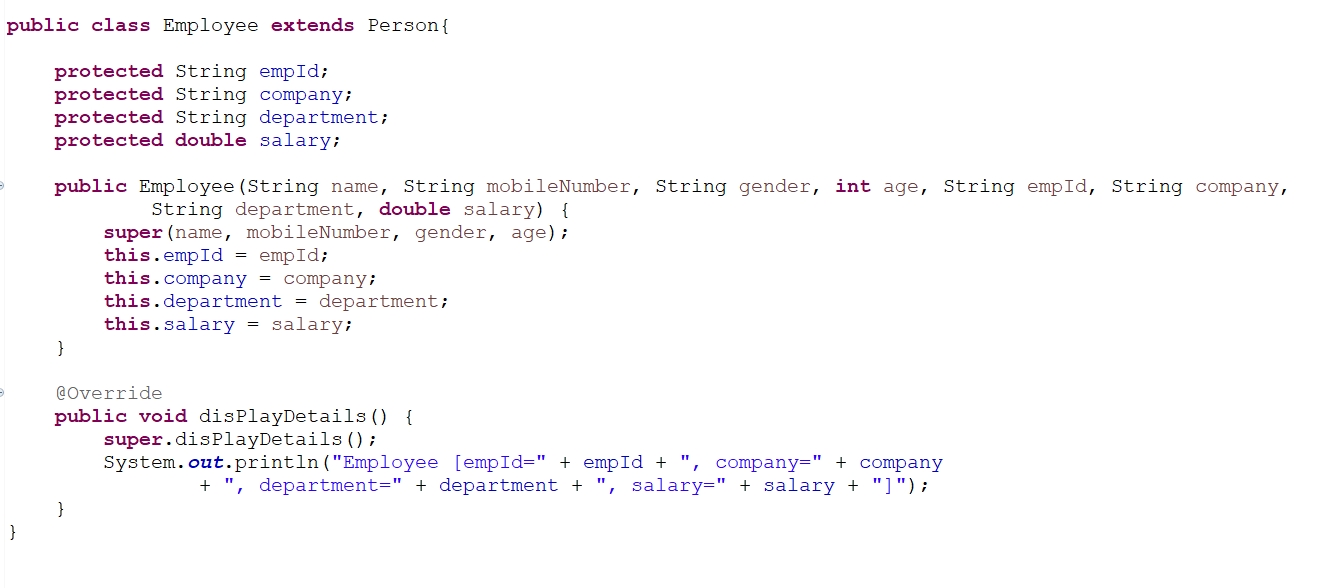 public class Employee extends Person{
protected String empId;
protected String company;
protected String department;
protected double salary;
public Employee(String name, String mobileNumber, String gender, int age, String empId, String company,
String department, double salary) {
super(name, mobileNumber, gender, age);
this.empId = empId;
this.company = company;
this.department = department;
this.salary = salary;
}
@Override
public void disPlayDetails() {
super.disPlayDetails();
System.out.println("Employee [empId=" + empId + ", company=" + company
+ ", department=" + department + ", salary=" + salary + "]");
}
}